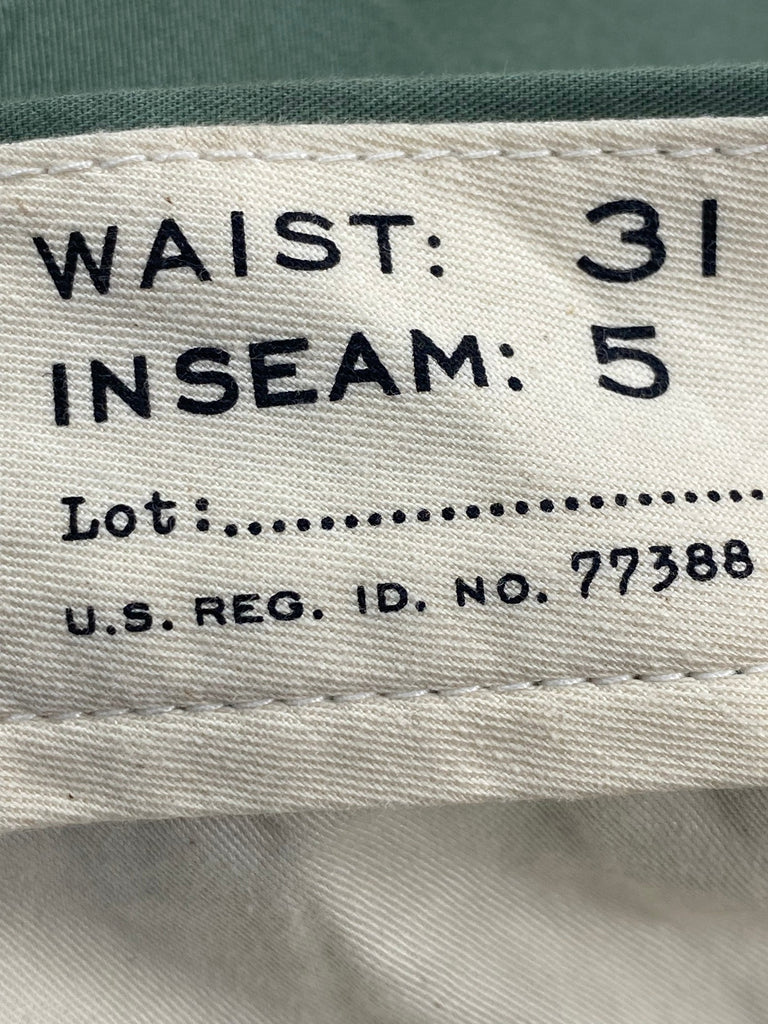 WAIST: 31
INSEAM: 5
Lot:............................
U.S. REG. ID. NO. 77388